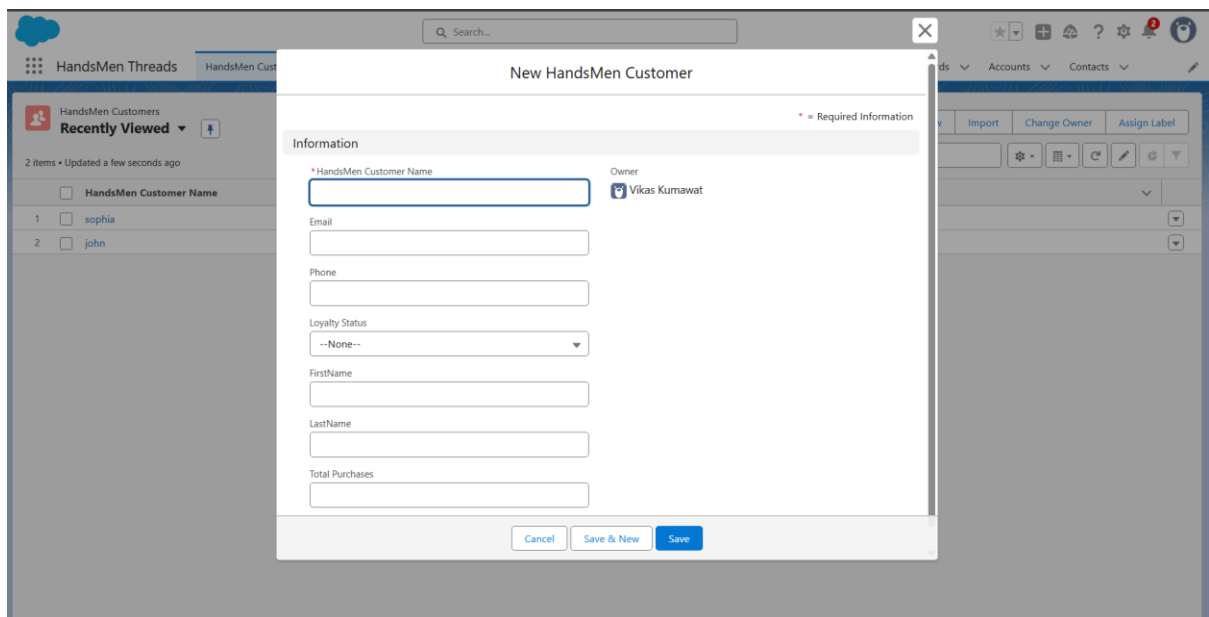 Search...
2
HandsMen Threads
HandsMen Cust
ds
Accounts
Contacts
HandsMen Customers
Recently Viewed
Import
Change Owner
Assign Label
2 items • Updated a few seconds ago
HandsMen Customer Name
1 sophia
2 john
New HandsMen Customer
* = Required Information
Information
*HandsMen Customer Name
Owner
Vikas Kumawat
Email
Phone
Loyalty Status
--None--
FirstName
LastName
Total Purchases
Cancel
Save & New
Save